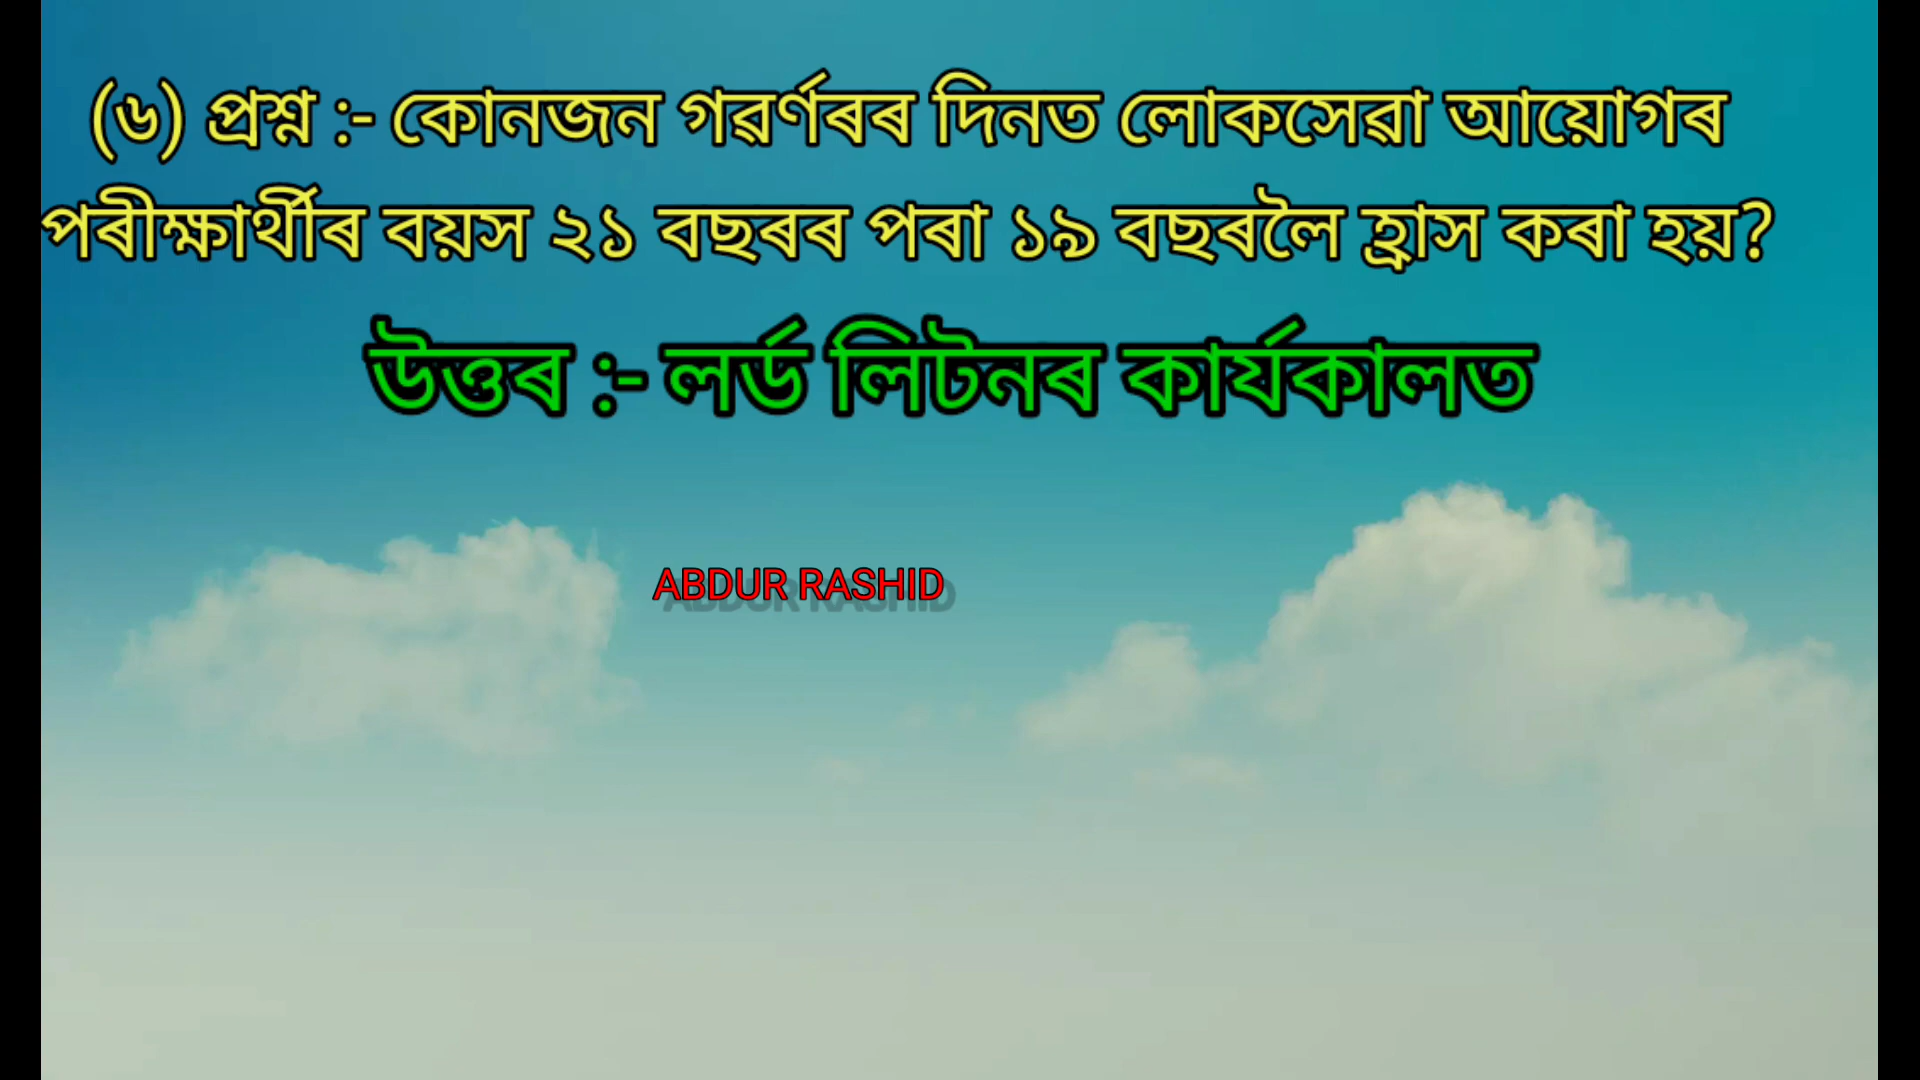 (৬) প্ৰশ্ন :- কোনজন গৱৰ্ণৰৰ দিনত লোকসেৱা আয়োগৰ
পৰীক্ষাৰ্থীৰ বয়স ২১ বছৰৰ পৰা ১৯ বছৰলৈ হ্ৰাস কৰা হয়?
উত্তৰ :- লৰ্ড লিটনৰ কাৰ্যকালত
ABDUR RASHID